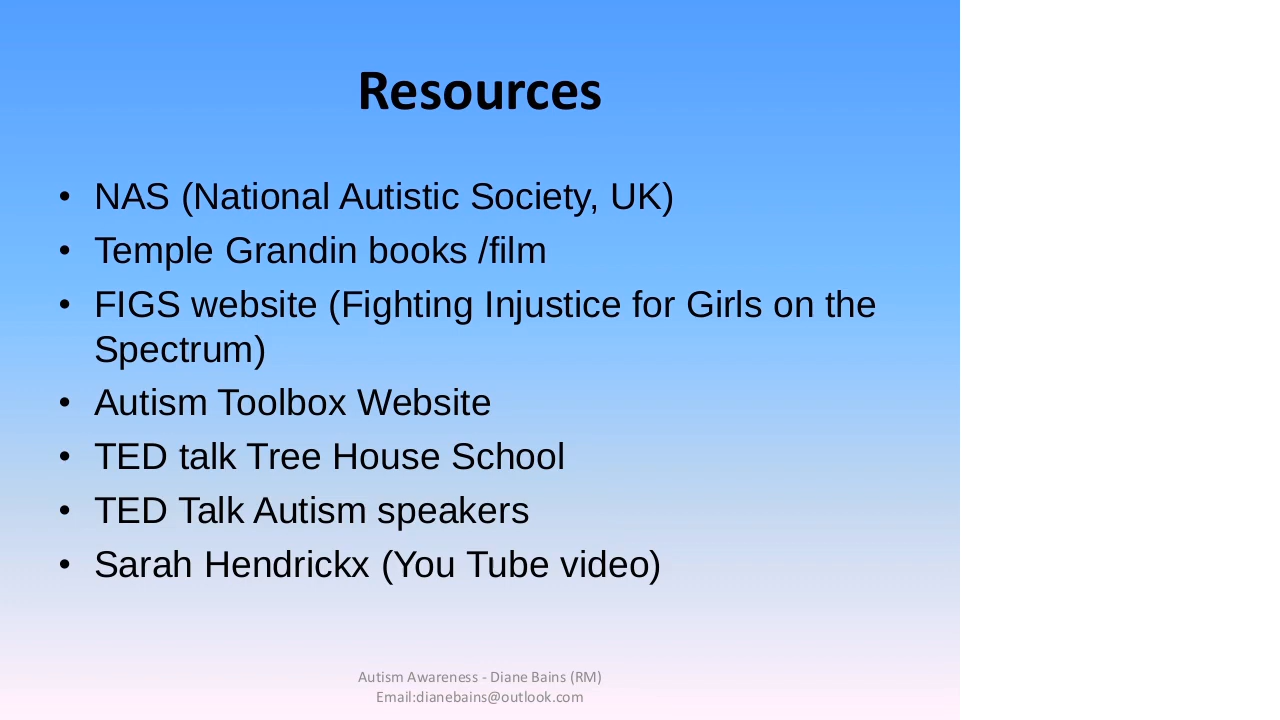 Resources
• NAS (National Autistic Society, UK)
• Temple Grandin books /film
• FIGS website (Fighting Injustice for Girls on the
Spectrum)
• Autism Toolbox Website
• TED talk Tree House School
• TED Talk Autism speakers
• Sarah Hendrickx (You Tube video)
Autism Awareness - Diane Bains (RM)
Email:dianebains@outlook.com